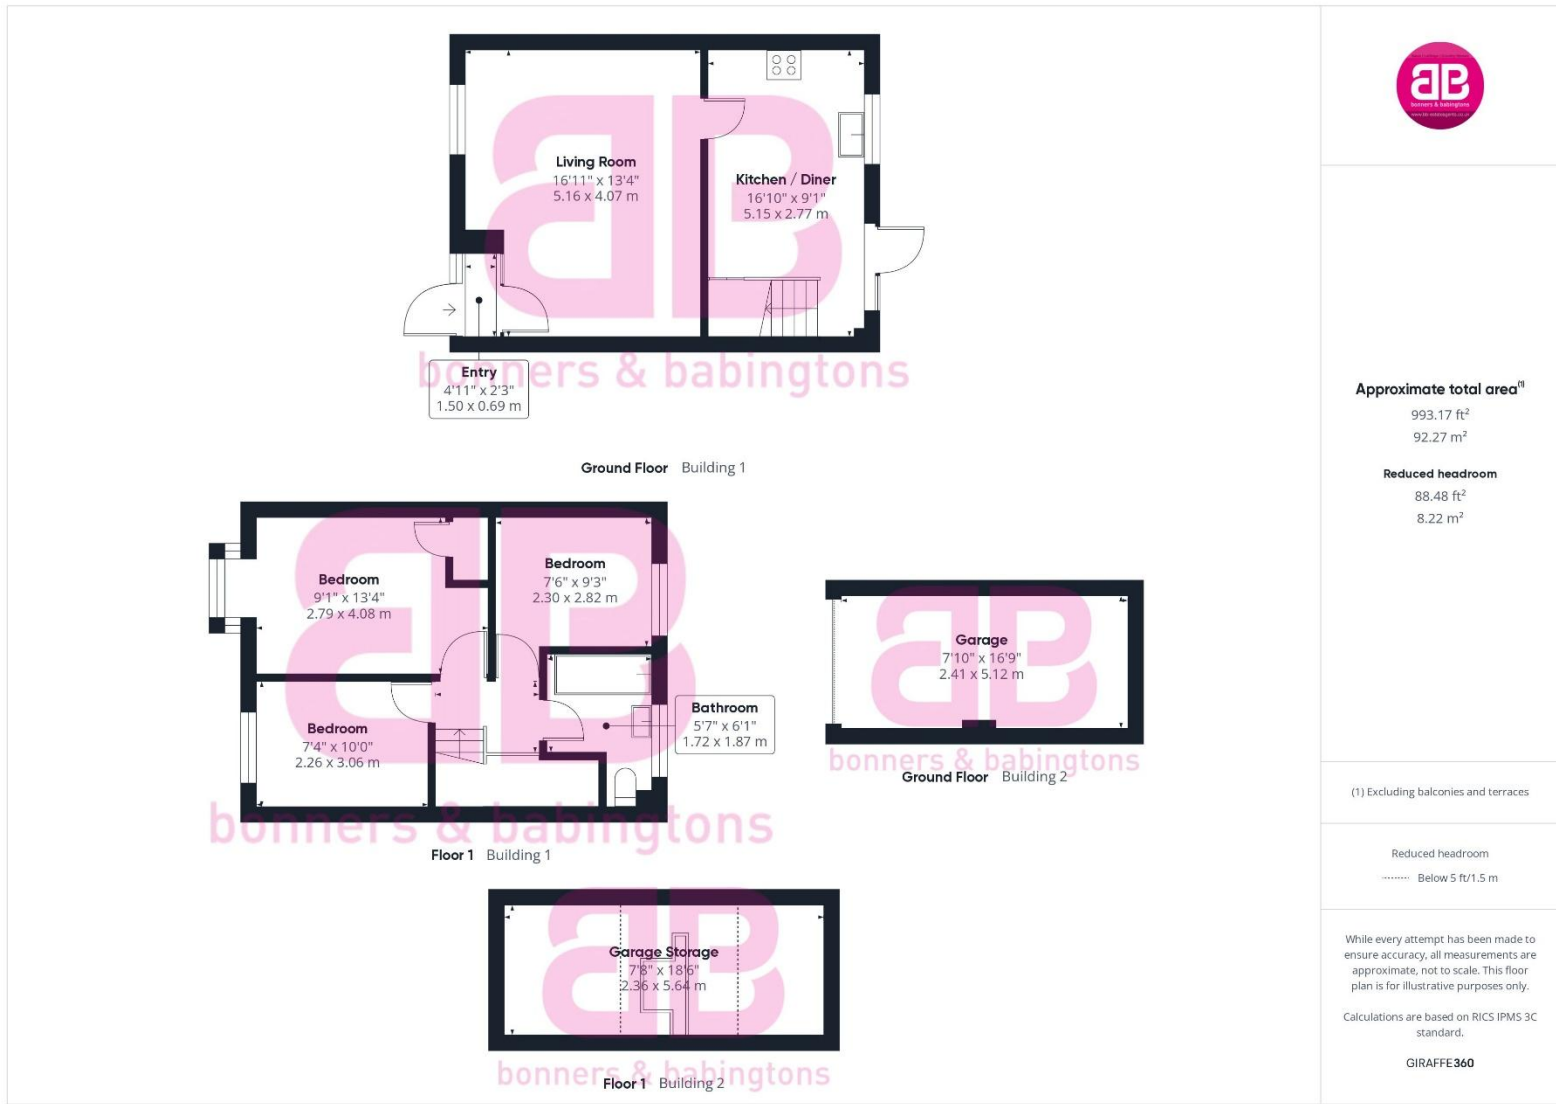 Living Room
16'11" x 13'4"
5.16 x 4.07 m
Kitchen / Diner
16'10" x 9'1"
5.15 x 2.77 m
Entry
4'11" x 2'3"
1.50 x 0.69 m
bonners & babingtons
Ground Floor Building 1
Bedroom
9'1" x 13'4"
2.79 x 4.08 m
Bedroom
7'6" x 9'3"
2.30 x 2.82 m
Bedroom
7'4" x 10'0"
2.26 x 3.06 m
Bathroom
5'7" x 6'1"
1.72 x 1.87 m
bonners & babingtons
Floor 1 Building 1
Garage
7'10" x 16'9"
2.41 x 5.12 m
bonners & babingtons
Ground Floor Building 2
Garage Storage
7'8" x 18'6"
2.36 x 5.64 m
bonners & babingtons
Floor 1 Building 2
BB
bonners & babingtons
Approximate total area(1)
993.17 ft²
92.27 m²
Reduced headroom
88.48 ft²
8.22 m²
(1) Excluding balconies and terraces
Reduced headroom
Below 5 ft/1.5 m
While every attempt has been made to
ensure accuracy, all measurements are
approximate, not to scale. This floor
plan is for illustrative purposes only.
Calculations are based on RICS IPMS 3C
standard.
GIRAFFE360